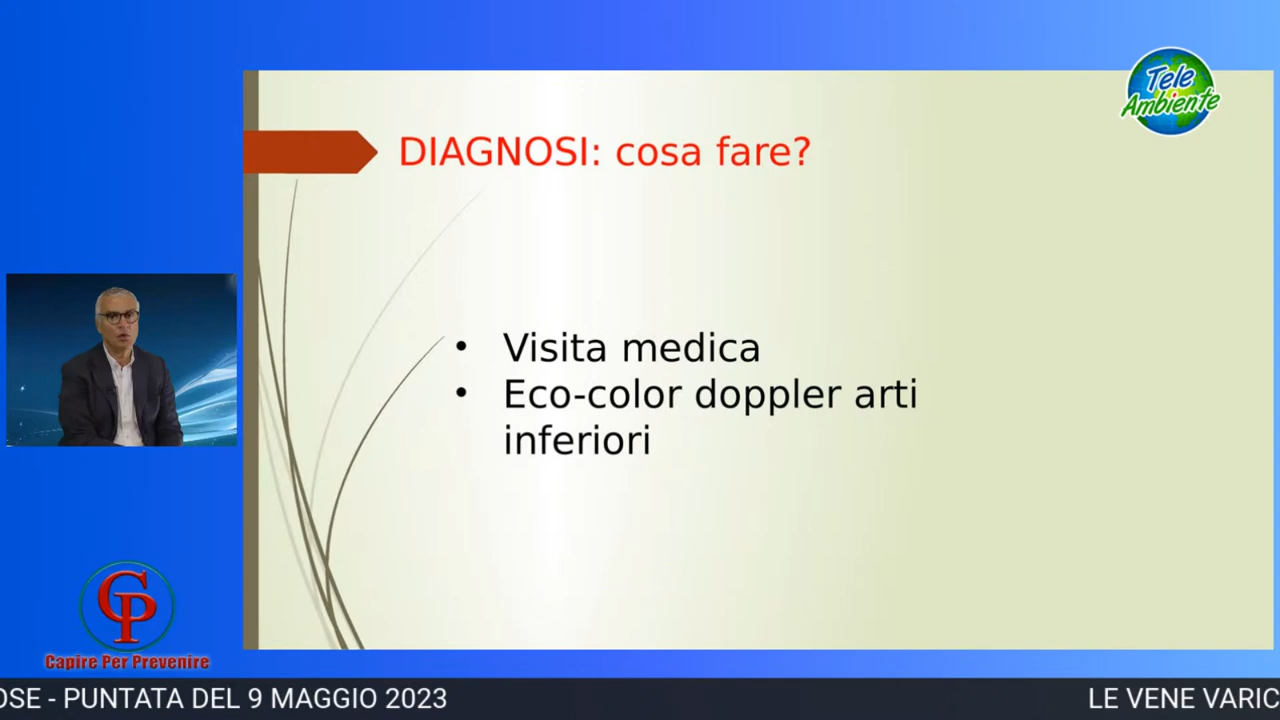 Tele
Ambiente
DIAGNOSI: cosa fare?
• Visita medica
• Eco-color doppler arti
inferiori
CP
Capire Per Prevenire
OSE - PUNTATA DEL 9 MAGGIO 2023
LE VENE VARIC